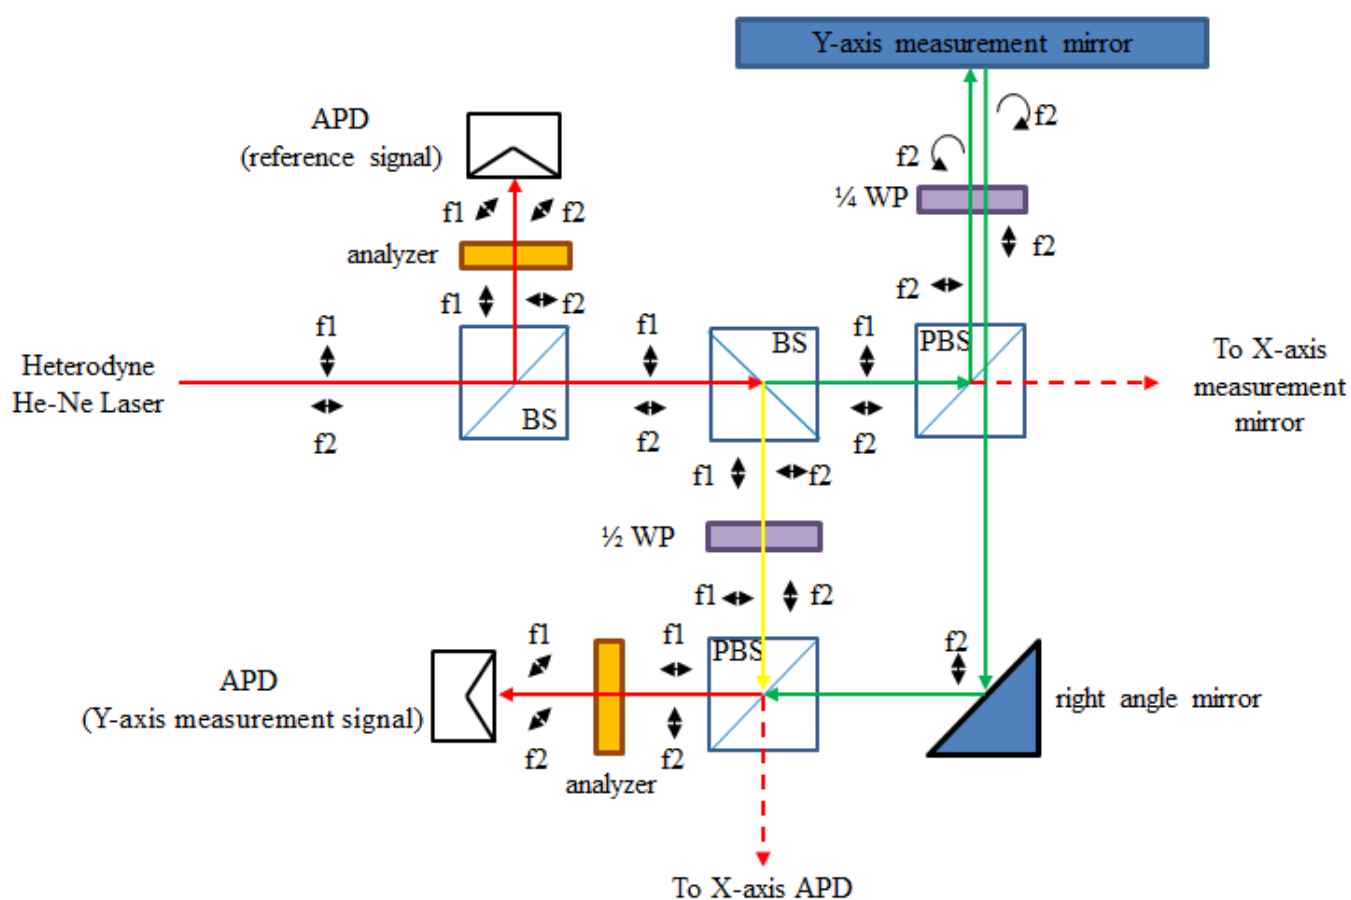 Y-axis measurement mirror
APD
(reference signal)
f2
f2
¼ WP
f1
f2
analyzer
f2
f2
f1
f2
f1
f1
f1
BS
PBS
To X-axis
measurement
mirror
Heterodyne
He-Ne Laser
BS
f2
f2
f2
f1
f2
½ WP
f1
f2
f1
f1
PBS
f2
APD
(Y-axis measurement signal)
right angle mirror
f2
f2
analyzer
To X-axis APD